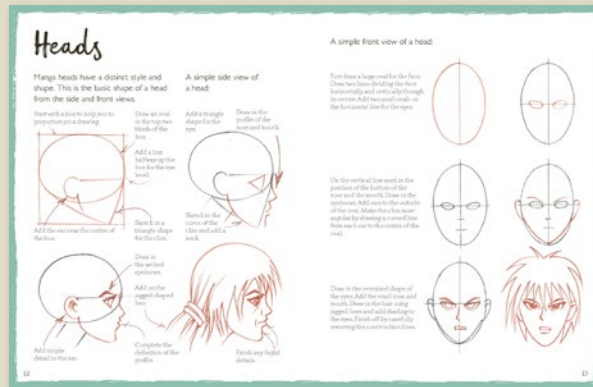 Heads
Manga heads have a distinct style and
shape. This is the basic shape of a head
from the side and front views.
A simple side view of
a head:
Start with a box to help you to
proportion your drawing.
Draw an oval
in the top two
thirds of the
box.
Add a line
halfway up the
box for the eye
level.
Add a triangle
shape for the
eye.
Draw in the
profile of the
nose and mouth.
Add the ear near the centre of
the box.
Sketch in a
triangle shape
for the chin.
Sketch in the
curve of the
chin and add a
neck.
Draw in
the arched
eyebrows.
Add on the
jagged shaped
hair.
Add simple
detail to the ear.
Complete the
definition of the
profile.
Finish any facial
details.
12
A simple front view of a head:
First draw a large oval for the face.
Draw two lines dividing the face
horizontally and vertically through
its centre. Add two small ovals on
the horizontal line for the eyes.
On the vertical line mark in the
position of the bottom of the
nose and the mouth. Draw in the
eyebrows. Add ears to the outside
of the oval. Make the chin more
angular by drawing a curved line
from each ear to the centre of the
oval.
Draw in the oversized shape of
the eyes. Add the small nose and
mouth. Draw in the hair using
jagged lines and add shading to
the eyes. Finish off by carefully
removing the construction lines.
13